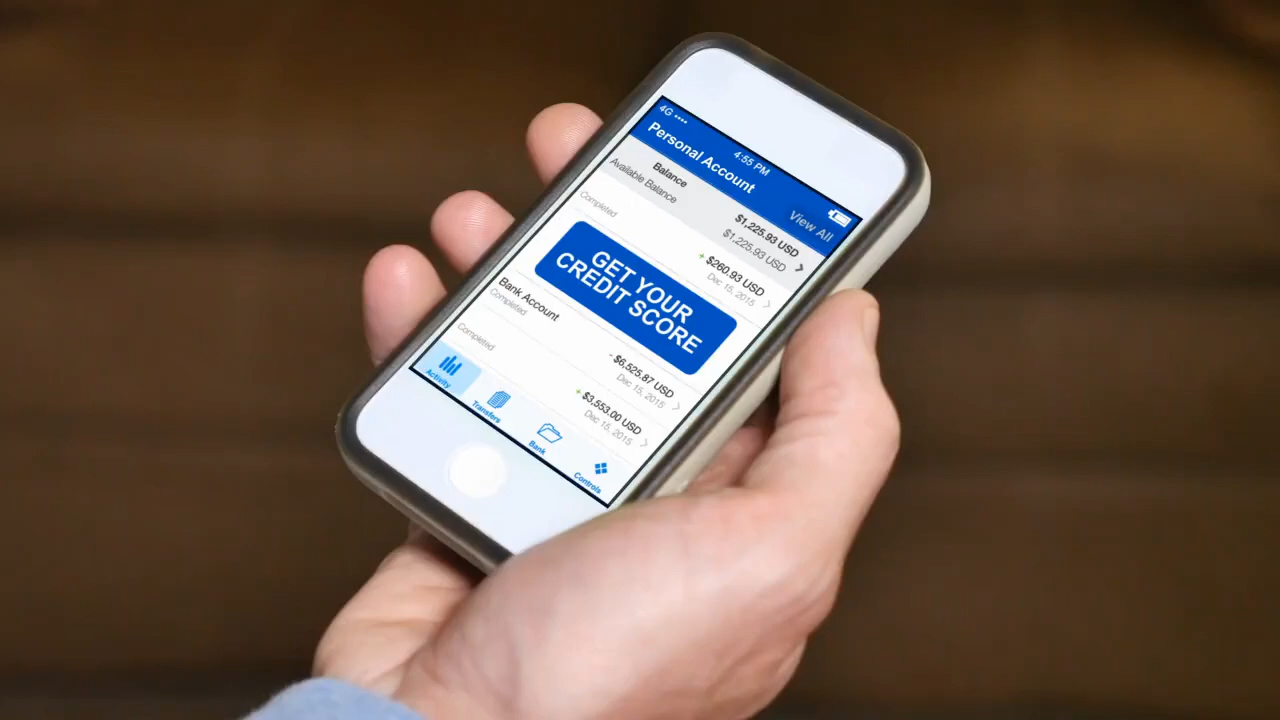 4G
4:55 PM
Personal Account
View All
Balance
$1,225.93 USD
Available Balance
$1,225.93 USD
+ $260.93 USD
Completed
Dec 15, 2015
GET YOUR
CREDIT SCORE
Bank Account
- $6,525.87 USD
Completed
Dec 15, 2015
+ $3,553.00 USD
Completed
Dec 15, 2015
Activity
Transfers
Bank
Controls